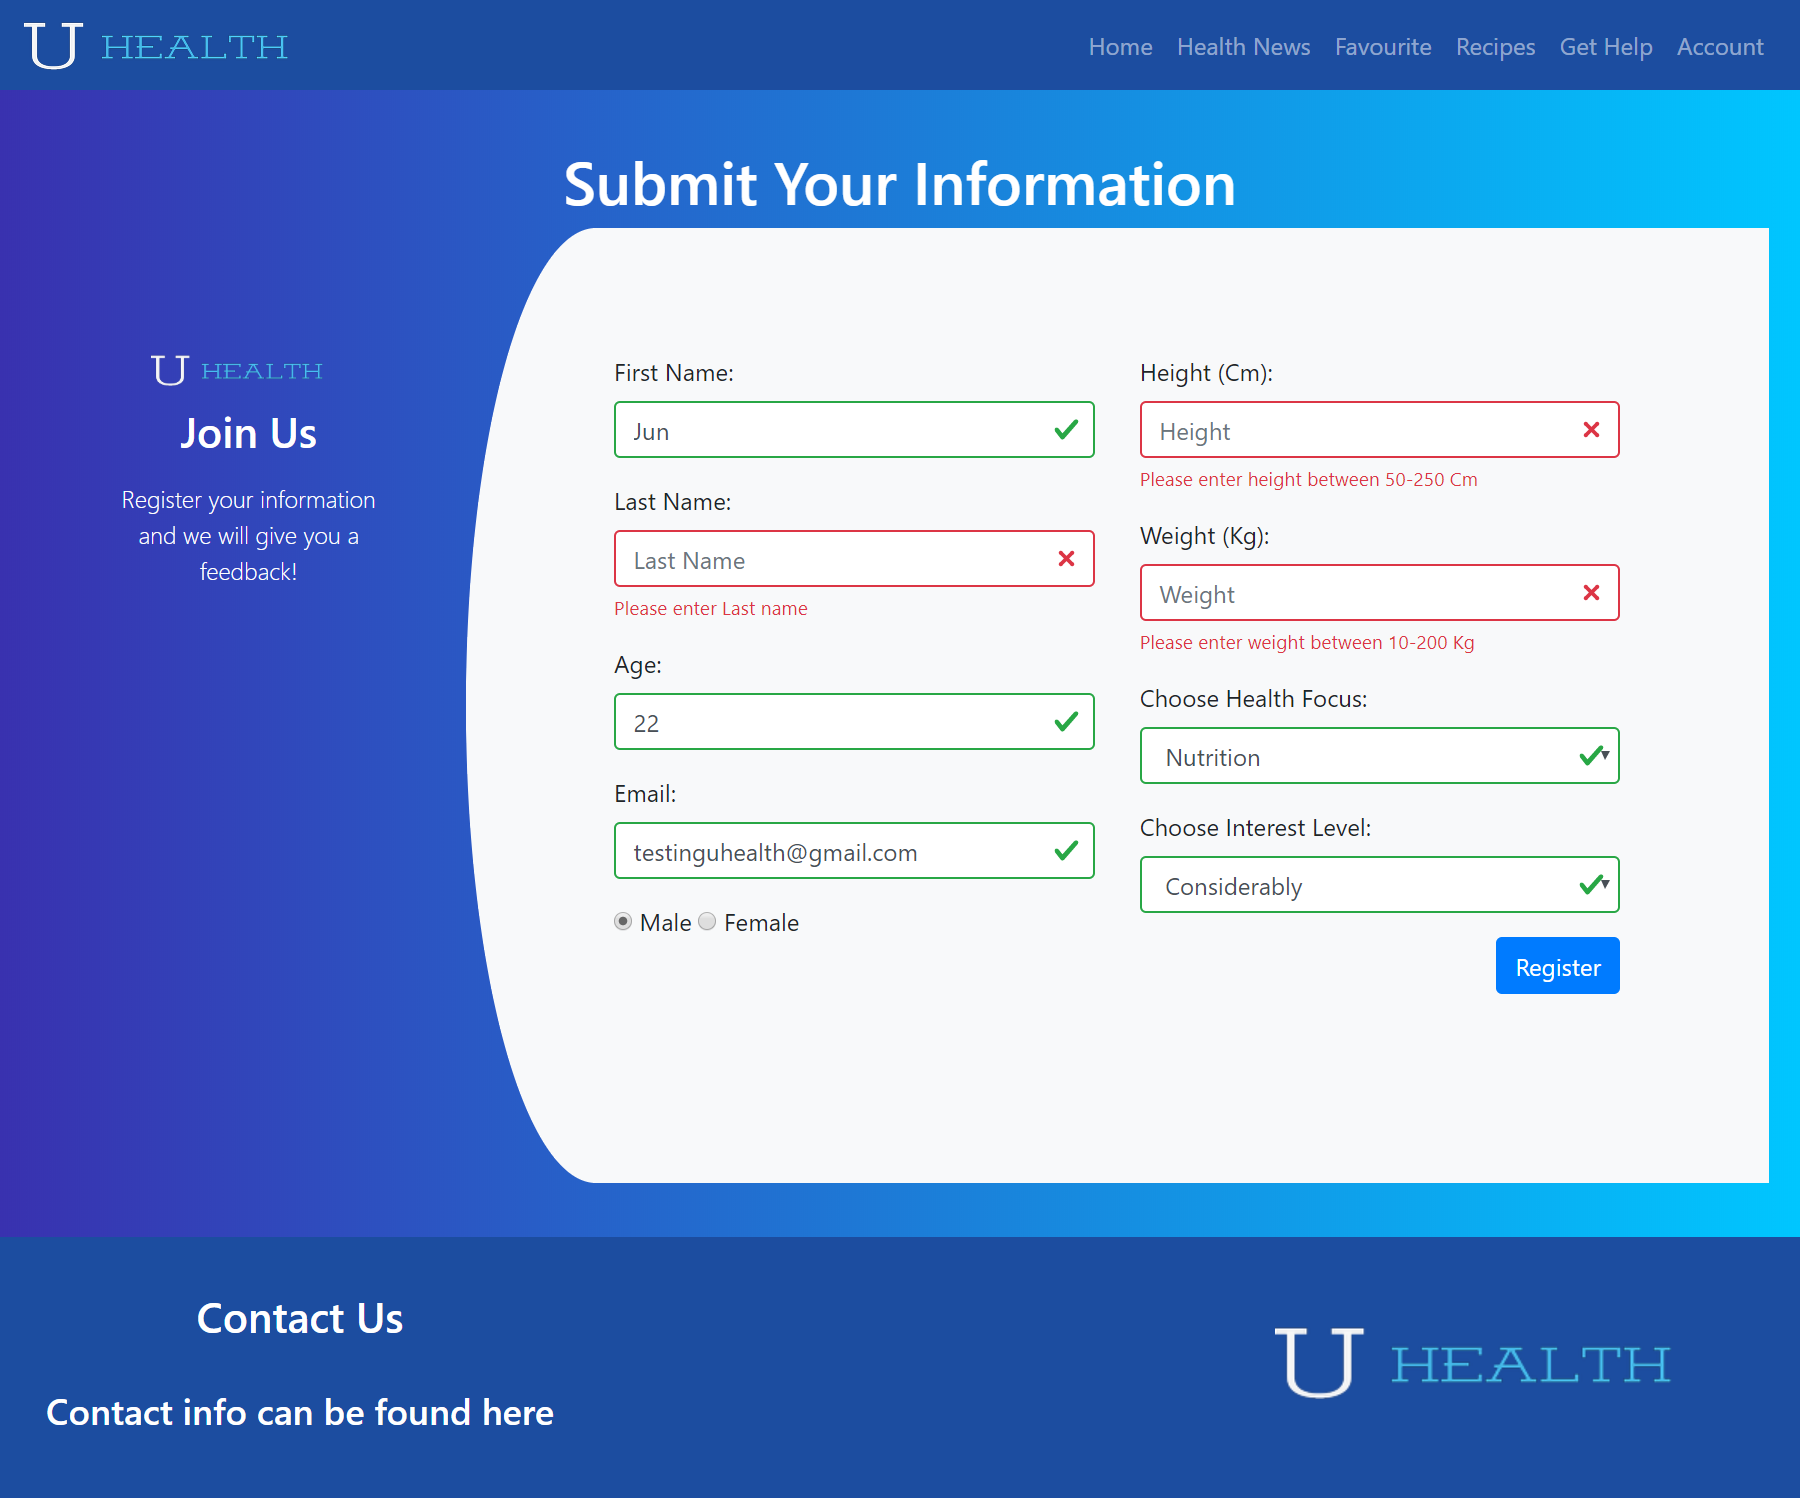 U HEALTH
Home Health News Favourite Recipes Get Help Account
Submit Your Information
U HEALTH
Join Us
Register your information
and we will give you a
feedback!
First Name:
Jun
Last Name:
Last Name
Please enter Last name
Age:
22
Email:
testinguhealth@gmail.com
Male Female
Height (Cm):
Height
Please enter height between 50-250 Cm
Weight (Kg):
Weight
Please enter weight between 10-200 Kg
Choose Health Focus:
Nutrition
Choose Interest Level:
Considerably
Register
Contact Us
Contact info can be found here
U HEALTH